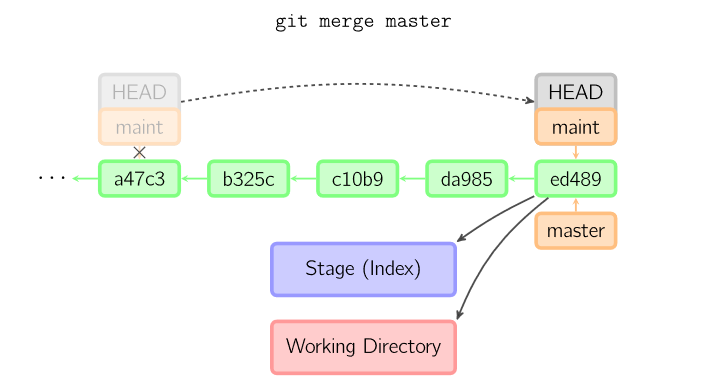 git merge master
HEAD HEAD
maint maint
... a47c3 b325c c10b9 da985 ed489
master
Stage (Index)
Working Directory